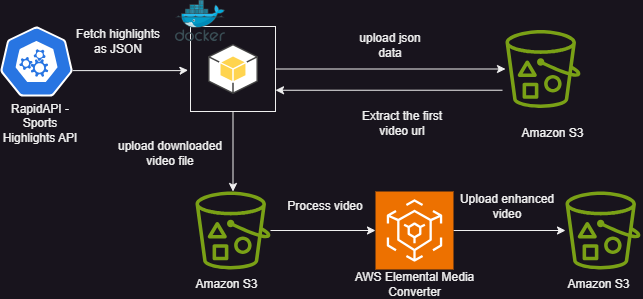 Fetch highlights
as JSON
docker
upload json
data
RapidAPI -
Sports
Highlights API
Extract the first
video url
Amazon S3
upload downloaded
video file
Process video
Upload enhanced
video
Amazon S3
AWS Elemental Media
Converter
Amazon S3